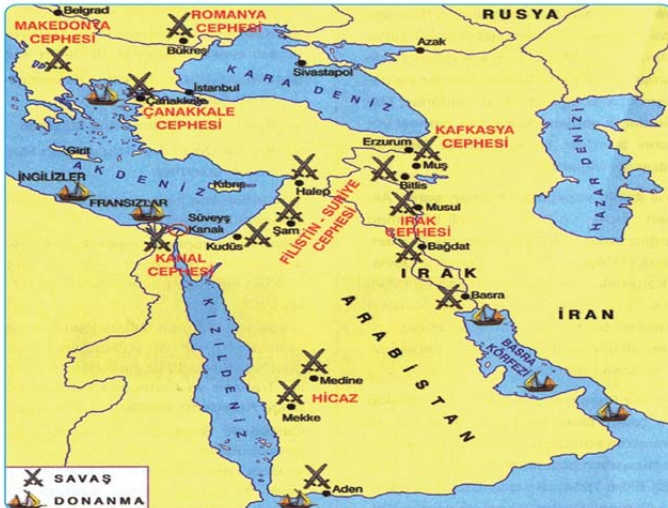 Belgrad
MAKEDONYA
CEPHESİ
ROMANYA
CEPHESİ
Bükreş
RUSYA
Azak
Sivastapol
KARA DENİZ
İstanbul
Çanakkale
ÇANAKKALE
CEPHESİ
Erzurum
KAFKASYA
CEPHESİ
Muş
Bitlis
HAZAR DENİZİ
Girit
AKDENİZ
İNGİLİZLER
FRANSIZLAR
Kıbrıs
Halep
Musul
IRAK
CEPHESİ
Bağdat
Süveyş
Kanalı
Şam
Kudüs
FİLİSTİN - SURİYE
CEPHESİ
KANAL
CEPHESİ
IRAK
Basra
İRAN
KIZILDENİZ
ARABİSTAN
BASRA
KÖRFEZİ
Medine
HİCAZ
Mekke
Aden
SAVAŞ
DONANMA